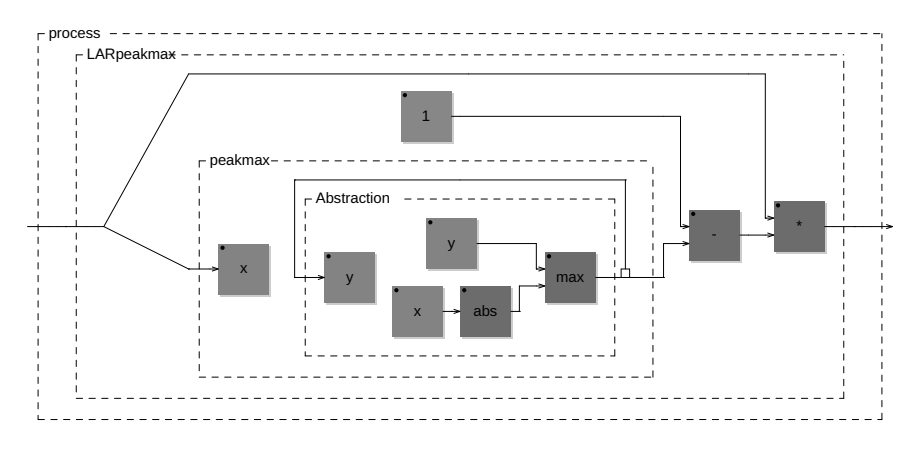 process
LARpeakmax
1
peakmax
Abstraction
y
x
y
x
abs
max
-
*